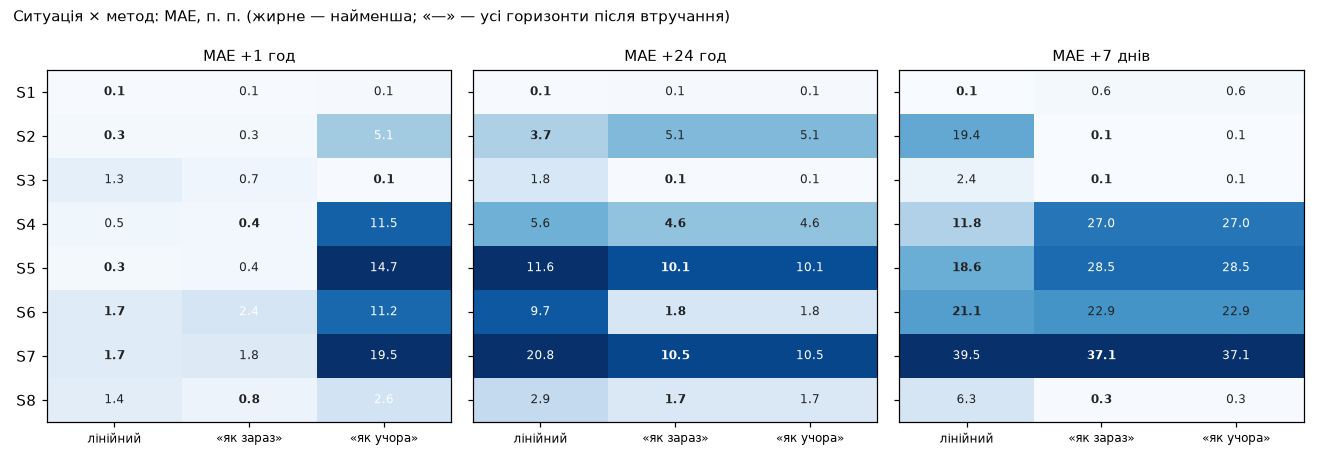 Ситуація × метод: MAE, п. п. (жирне — найменша; «—» — усі горизонти після втручання)
MAE +1 год MAE +24 год MAE +7 днів
S1 0.1 0.1 0.1 0.1 0.1 0.1 0.1 0.6 0.6
S2 0.3 0.3 5.1 3.7 5.1 5.1 19.4 0.1 0.1
S3 1.3 0.7 0.1 1.8 0.1 0.1 2.4 0.1 0.1
S4 0.5 0.4 11.5 5.6 4.6 4.6 11.8 27.0 27.0
S5 0.3 0.4 14.7 11.6 10.1 10.1 18.6 28.5 28.5
S6 1.7 2.4 11.2 9.7 1.8 1.8 21.1 22.9 22.9
S7 1.7 1.8 19.5 20.8 10.5 10.5 39.5 37.1 37.1
S8 1.4 0.8 2.6 2.9 1.7 1.7 6.3 0.3 0.3
лінійний «як зараз» «як учора» лінійний «як зараз» «як учора» лінійний «як зараз» «як учора»